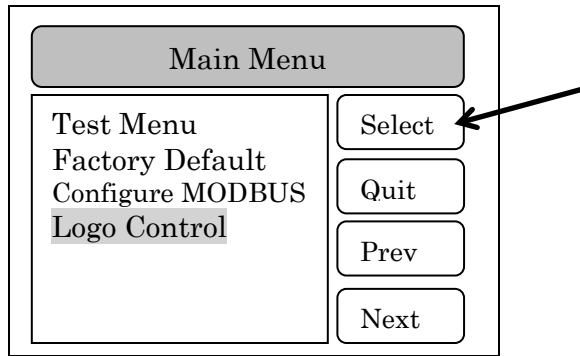 Main Menu
Test Menu
Factory Default
Configure MODBUS
Logo Control
Select
Quit
Prev
Next